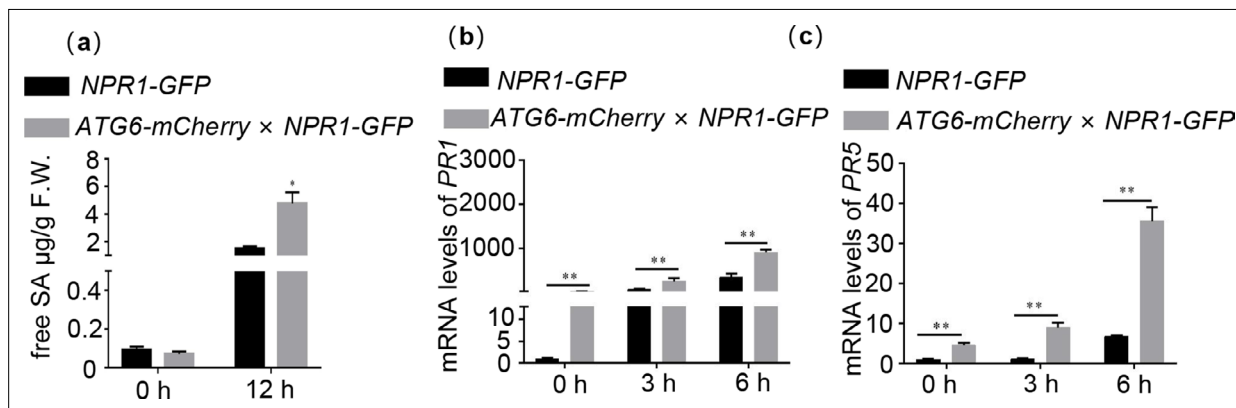 (a)
NPR1-GFP
ATG6-mCherry × NPR1-GFP
free SA µg/g F.W.
8
6
4
2
0.4
0.2
0
*
0 h
12 h
(b)
NPR1-GFP
ATG6-mCherry × NPR1-GFP
mRNA levels of PR1
3000
2000
1000
10
5
0
**
**
**
0 h
3 h
6 h
(c)
NPR1-GFP
ATG6-mCherry × NPR1-GFP
mRNA levels of PR5
50
40
30
20
10
0
**
**
**
0 h
3 h
6 h